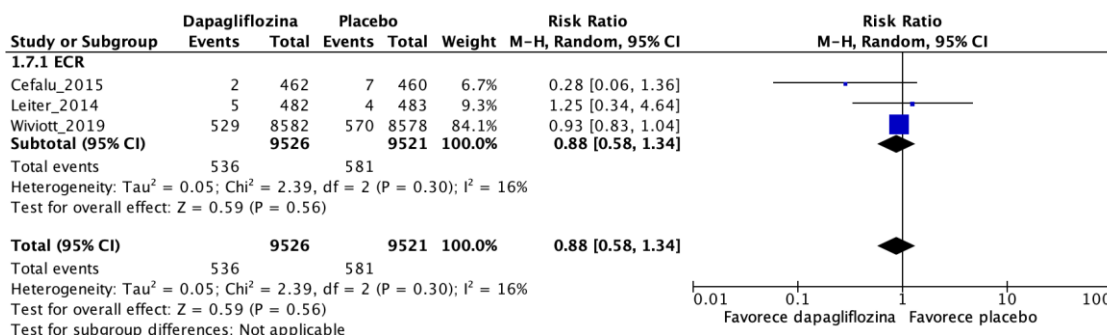 Dapagliflozina Placebo Risk Ratio Risk Ratio
Study or Subgroup Events Total Events Total Weight M-H, Random, 95% CI M-H, Random, 95% CI
1.7.1 ECR
Cefalu_2015 2 462 7 460 6.7% 0.28 [0.06, 1.36]
Leiter_2014 5 482 4 483 9.3% 1.25 [0.34, 4.64]
Wiviott_2019 529 8582 570 8578 84.1% 0.93 [0.83, 1.04]
Subtotal (95% CI) 9526 9521 100.0% 0.88 [0.58, 1.34]
Total events 536 581
Heterogeneity: Tau² = 0.05; Chi² = 2.39, df = 2 (P = 0.30); I² = 16%
Test for overall effect: Z = 0.59 (P = 0.56)
Total (95% CI) 9526 9521 100.0% 0.88 [0.58, 1.34]
Total events 536 581
Heterogeneity: Tau² = 0.05; Chi² = 2.39, df = 2 (P = 0.30); I² = 16%
Test for overall effect: Z = 0.59 (P = 0.56)
Test for subgroup differences: Not applicable
0.01 0.1 1 10 100
Favorece dapagliflozina Favorece placebo